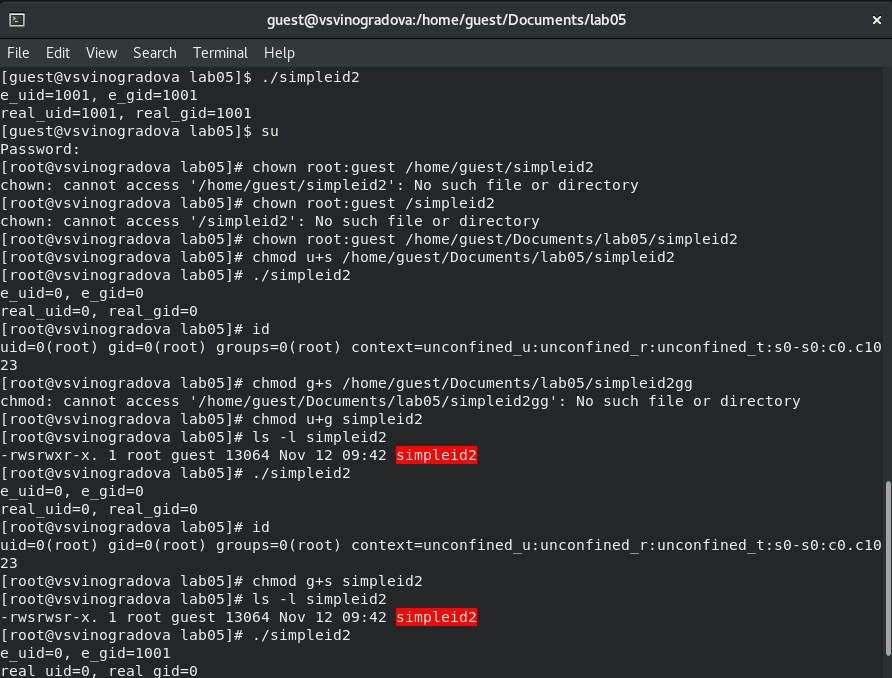 guest@vsvinogradova:/home/guest/Documents/lab05
×
File Edit View Search Terminal Help
[guest@vsvinogradova lab05]$ ./simpleid2
e_uid=1001, e_gid=1001
real_uid=1001, real_gid=1001
[guest@vsvinogradova lab05]$ su
Password:
[root@vsvinogradova lab05]# chown root:guest /home/guest/simpleid2
chown: cannot access '/home/guest/simpleid2': No such file or directory
[root@vsvinogradova lab05]# chown root:guest /simpleid2
chown: cannot access '/simpleid2': No such file or directory
[root@vsvinogradova lab05]# chown root:guest /home/guest/Documents/lab05/simpleid2
[root@vsvinogradova lab05]# chmod u+s /home/guest/Documents/lab05/simpleid2
[root@vsvinogradova lab05]# ./simpleid2
e_uid=0, e_gid=0
real_uid=0, real_gid=0
[root@vsvinogradova lab05]# id
uid=0(root) gid=0(root) groups=0(root) context=unconfined_u:unconfined_r:unconfined_t:s0-s0:c0.c10
23
[root@vsvinogradova lab05]# chmod g+s /home/guest/Documents/lab05/simpleid2gg
chmod: cannot access '/home/guest/Documents/lab05/simpleid2gg': No such file or directory
[root@vsvinogradova lab05]# chmod u+g simpleid2
[root@vsvinogradova lab05]# ls -l simpleid2
-rwsrwxr-x. 1 root guest 13064 Nov 12 09:42 simpleid2
[root@vsvinogradova lab05]# ./simpleid2
e_uid=0, e_gid=0
real_uid=0, real_gid=0
[root@vsvinogradova lab05]# id
uid=0(root) gid=0(root) groups=0(root) context=unconfined_u:unconfined_r:unconfined_t:s0-s0:c0.c10
23
[root@vsvinogradova lab05]# chmod g+s simpleid2
[root@vsvinogradova lab05]# ls -l simpleid2
-rwsrwsr-x. 1 root guest 13064 Nov 12 09:42 simpleid2
[root@vsvinogradova lab05]# ./simpleid2
e_uid=0, e_gid=1001
real_uid=0, real_gid=0